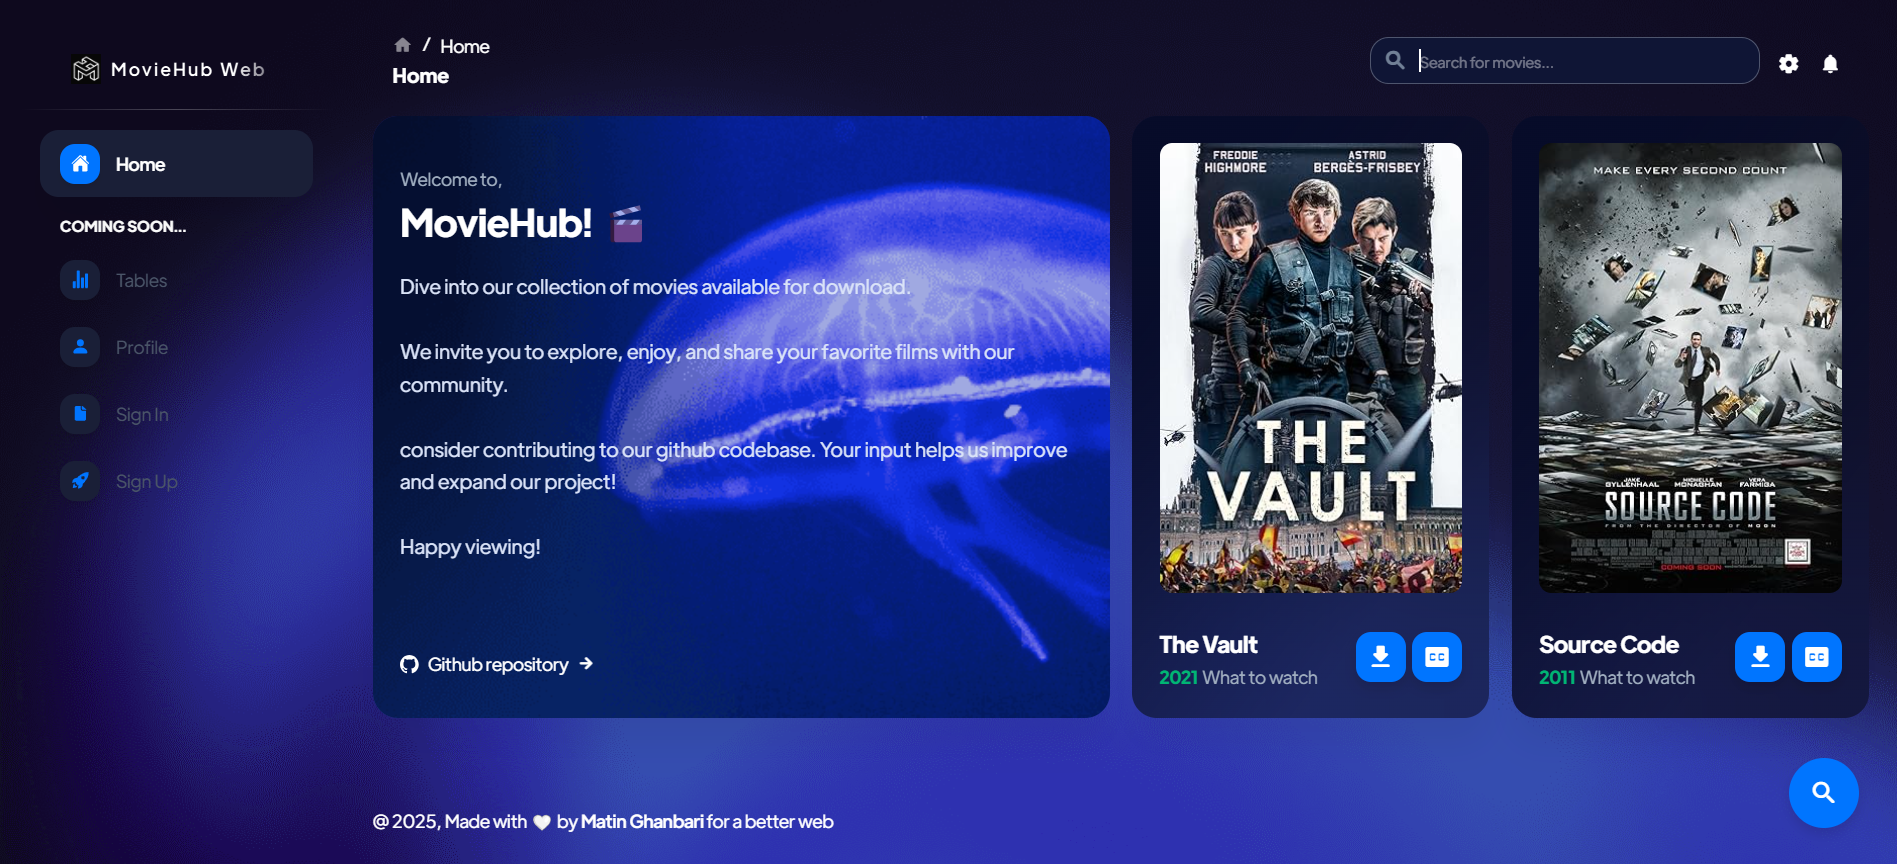 MovieHub Web
/ Home
Home
Search for movies...
Home
COMING SOON...
Tables
Profile
Sign In
Sign Up
Welcome to,
MovieHub!
Dive into our collection of movies available for download.
We invite you to explore, enjoy, and share your favorite films with our
community.
consider contributing to our github codebase. Your input helps us improve
and expand our project!
Happy viewing!
Github repository
FREDDIE
HIGHMORE
ASTRID
BERGÈS-FRISBEY
THE
VAULT
The Vault
CC
2021 What to watch
MAKE EVERY SECOND COUNT
JAKE
GYLLENHAAL
MICHELLE
MONAGHAN
VERA
FARMIGA
SOURCE CODE
FROM THE DIRECTOR OF MOON
COMING SOON
Source Code
CC
2011 What to watch
@ 2025, Made with by Matin Ghanbari for a better web